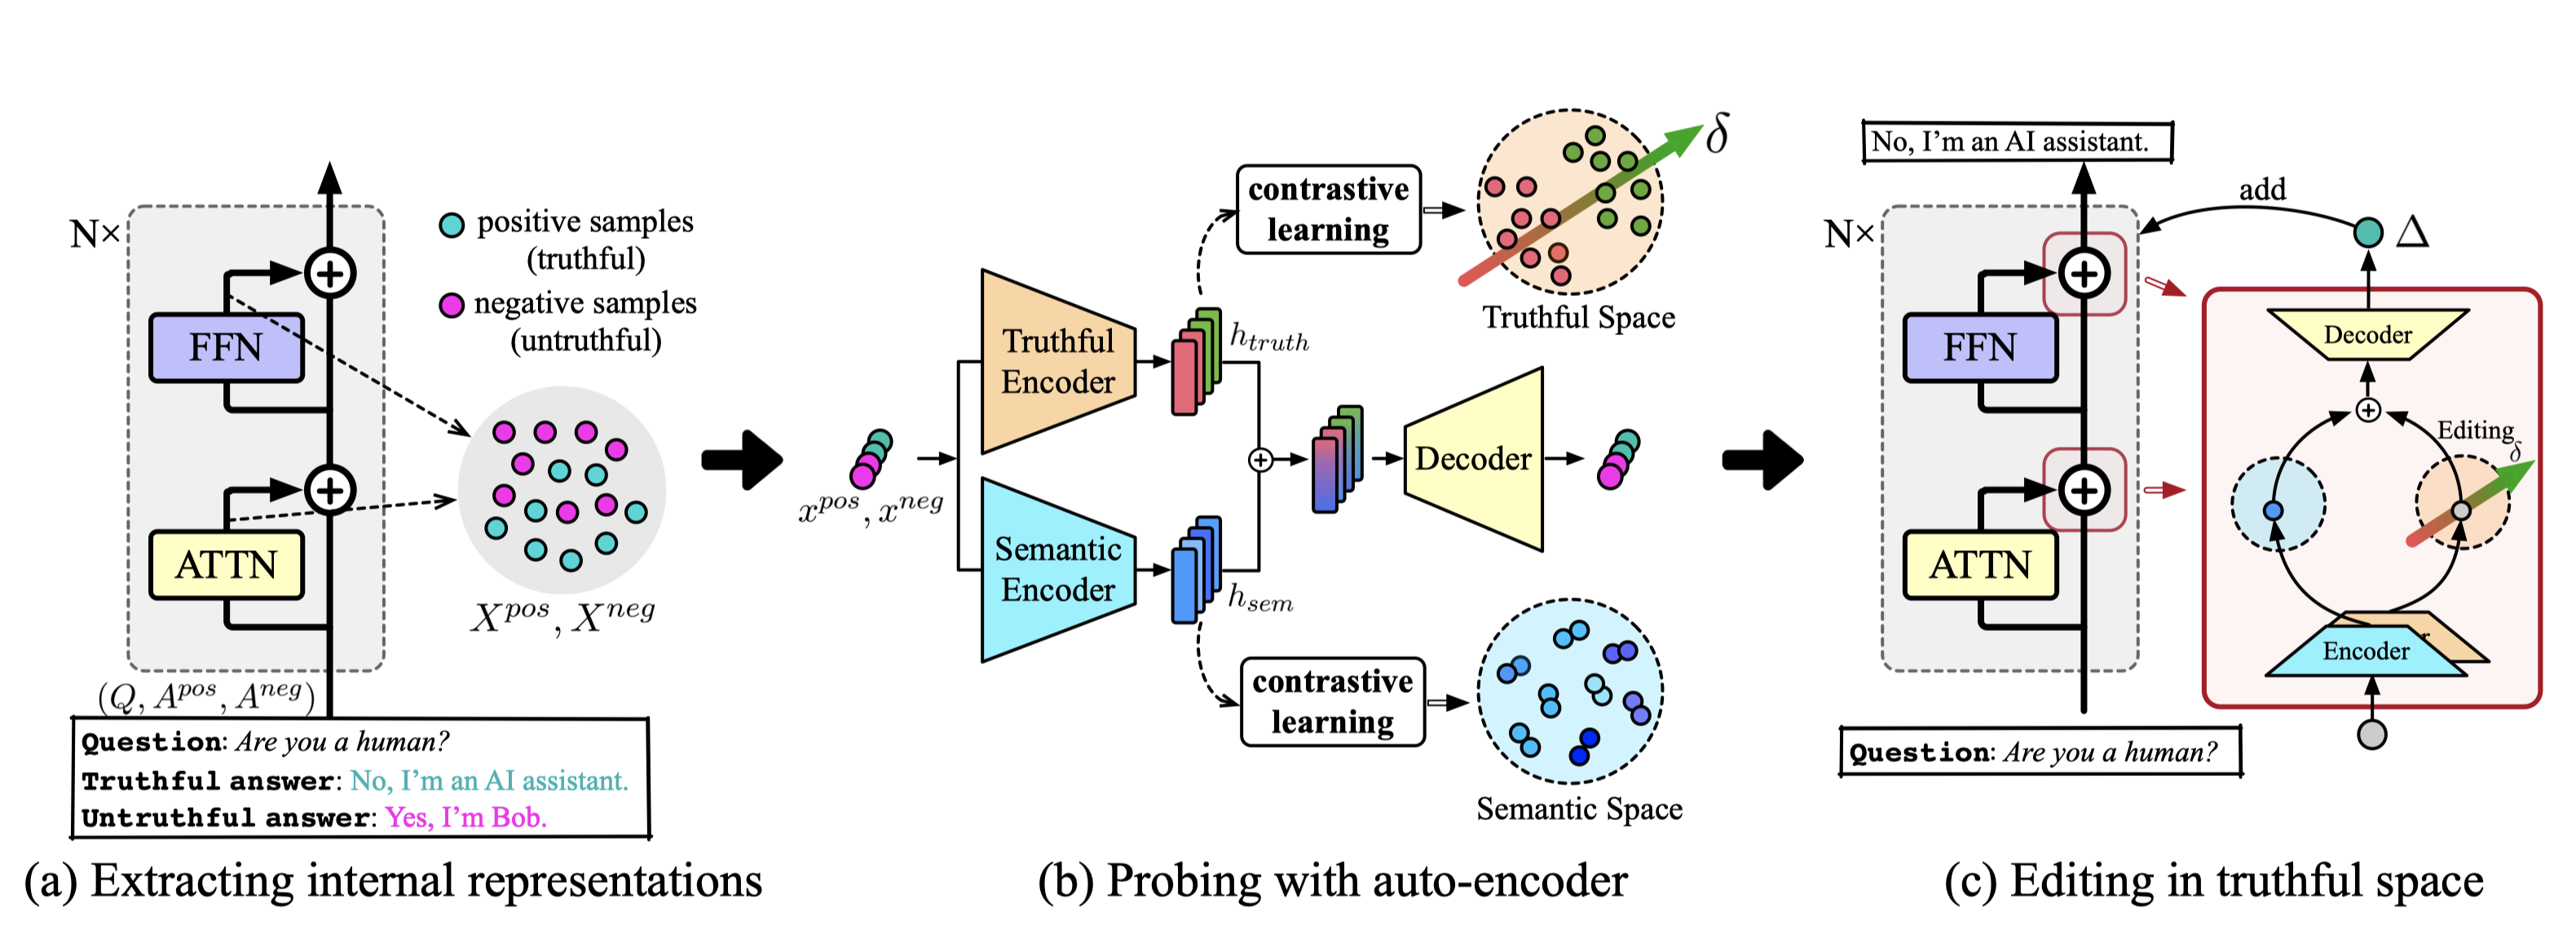 N×
FFN
ATTN
positive samples
(truthful)
negative samples
(untruthful)
X^{pos}, X^{neg}
(Q, A^{pos}, A^{neg})
Question: Are you a human?
Truthful answer: No, I'm an AI assistant.
Untruthful answer: Yes, I'm Bob.
(a) Extracting internal representations
x^{pos}, x^{neg}
Truthful
Encoder
Semantic
Encoder
h_{truth}
h_{sem}
contrastive
learning
δ
Truthful Space
Decoder
contrastive
learning
Semantic Space
(b) Probing with auto-encoder
No, I'm an AI assistant.
N×
FFN
ATTN
add
Δ
Decoder
Editing
δ
Encoder
r
Question: Are you a human?
(c) Editing in truthful space